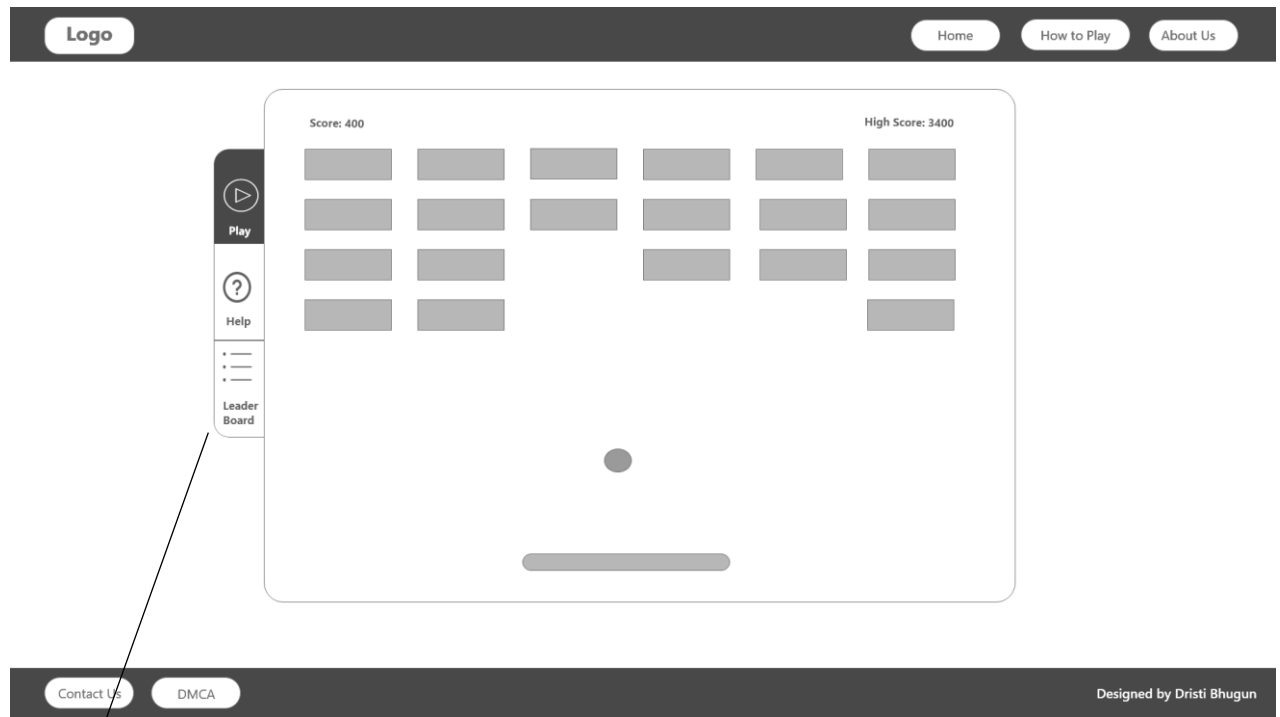 Logo
Home
How to Play
About Us
Score: 400
High Score: 3400
Play
?
Help
Leader
Board
Contact Us
DMCA
Designed by Dristi Bhugun